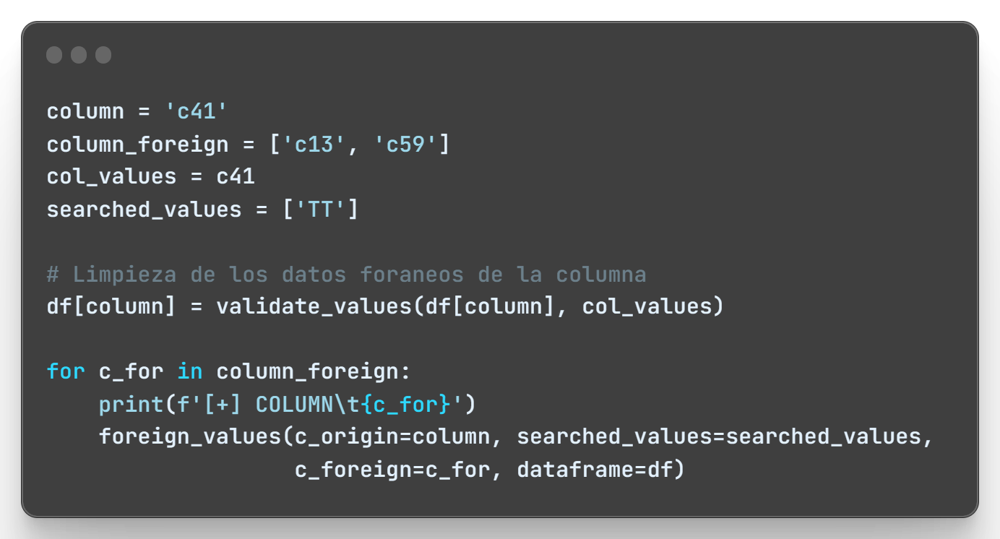 column = 'c41'
column_foreign = ['c13', 'c59']
col_values = c41
searched_values = ['TT']
# Limpieza de los datos foraneos de la columna
df[column] = validate_values(df[column], col_values)
for c_for in column_foreign:
    print(f'[+] COLUMN\t{c_for}')
    foreign_values(c_origin=column, searched_values=searched_values,
                   c_foreign=c_for, dataframe=df)